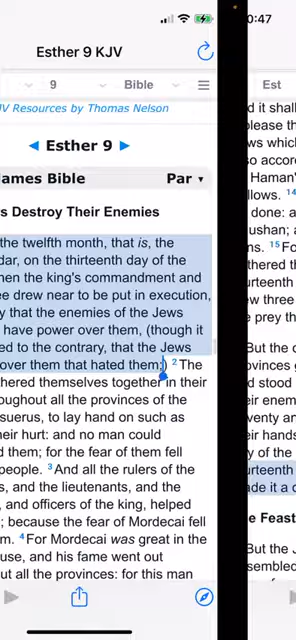 0:47
Esther 9 KJV
9
Bible
Est
JV Resources by Thomas Nelson
Esther 9
James Bible
Par
s Destroy Their Enemies
the twelfth month, that is, the
dar, on the thirteenth day of the
hen the king's commandment and
ee drew near to be put in execution,
y that the enemies of the Jews
have power over them, (though it
ed to the contrary, that the Jews
over them that hated them;) 2 The
hered themselves together in their
oughout all the provinces of the
suerus, to lay hand on such as
heir hurt: and no man could
d them; for the fear of them fell
people. 3 And all the rulers of the
s, and the lieutenants, and the
, and officers of the king, helped
; because the fear of Mordecai fell
m. 4 For Mordecai was great in the
use, and his fame went out
ut all the provinces: for this man
d it shall
lease th
ws whic
o accor
Haman'
llows. 14
done: a
ushan; a
ns. 15 Fo
thered th
urteenth
w three
e prey th
But the o
ovinces
d stood
eir enem
venty an
eir hands
y of the
urteenth
ade it a d
e Feast
But the J
sembled